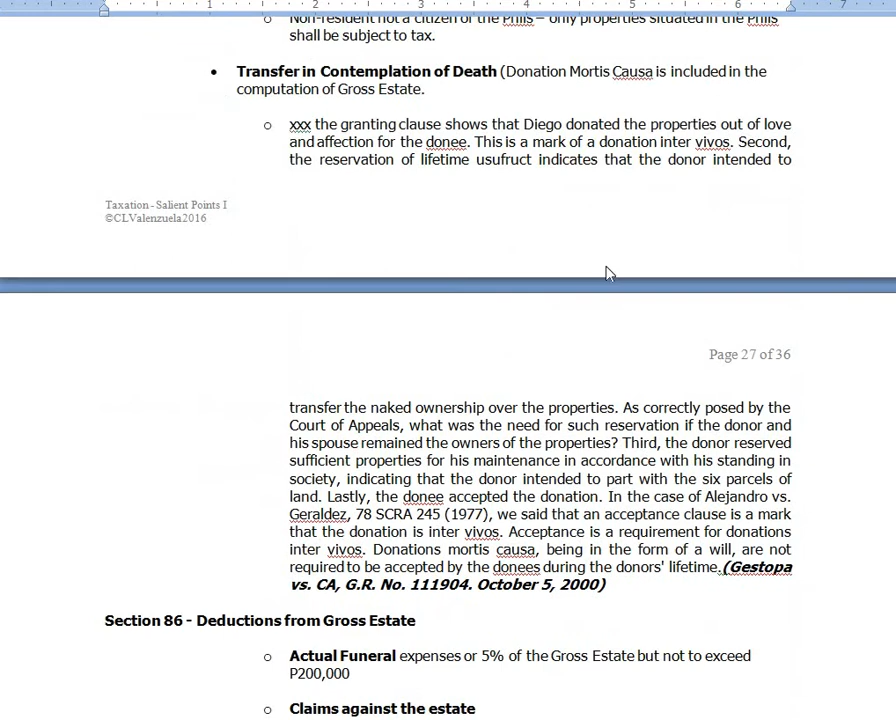 1 2 3 4 5 6 7
o Non-resident not a citizen of the Phils – only properties situated in the Phils
shall be subject to tax.
• Transfer in Contemplation of Death (Donation Mortis Causa is included in the
computation of Gross Estate.
o xxx the granting clause shows that Diego donated the properties out of love
and affection for the donee. This is a mark of a donation inter vivos. Second,
the reservation of lifetime usufruct indicates that the donor intended to
Taxation - Salient Points I
©CLValenzuela2016
Page 27 of 36
transfer the naked ownership over the properties. As correctly posed by the
Court of Appeals, what was the need for such reservation if the donor and
his spouse remained the owners of the properties? Third, the donor reserved
sufficient properties for his maintenance in accordance with his standing in
society, indicating that the donor intended to part with the six parcels of
land. Lastly, the donee accepted the donation. In the case of Alejandro vs.
Geraldez, 78 SCRA 245 (1977), we said that an acceptance clause is a mark
that the donation is inter vivos. Acceptance is a requirement for donations
inter vivos. Donations mortis causa, being in the form of a will, are not
required to be accepted by the donees during the donors' lifetime.(Gestopa
vs. CA, G.R. No. 111904. October 5, 2000)
Section 86 - Deductions from Gross Estate
o Actual Funeral expenses or 5% of the Gross Estate but not to exceed
P200,000
o Claims against the estate